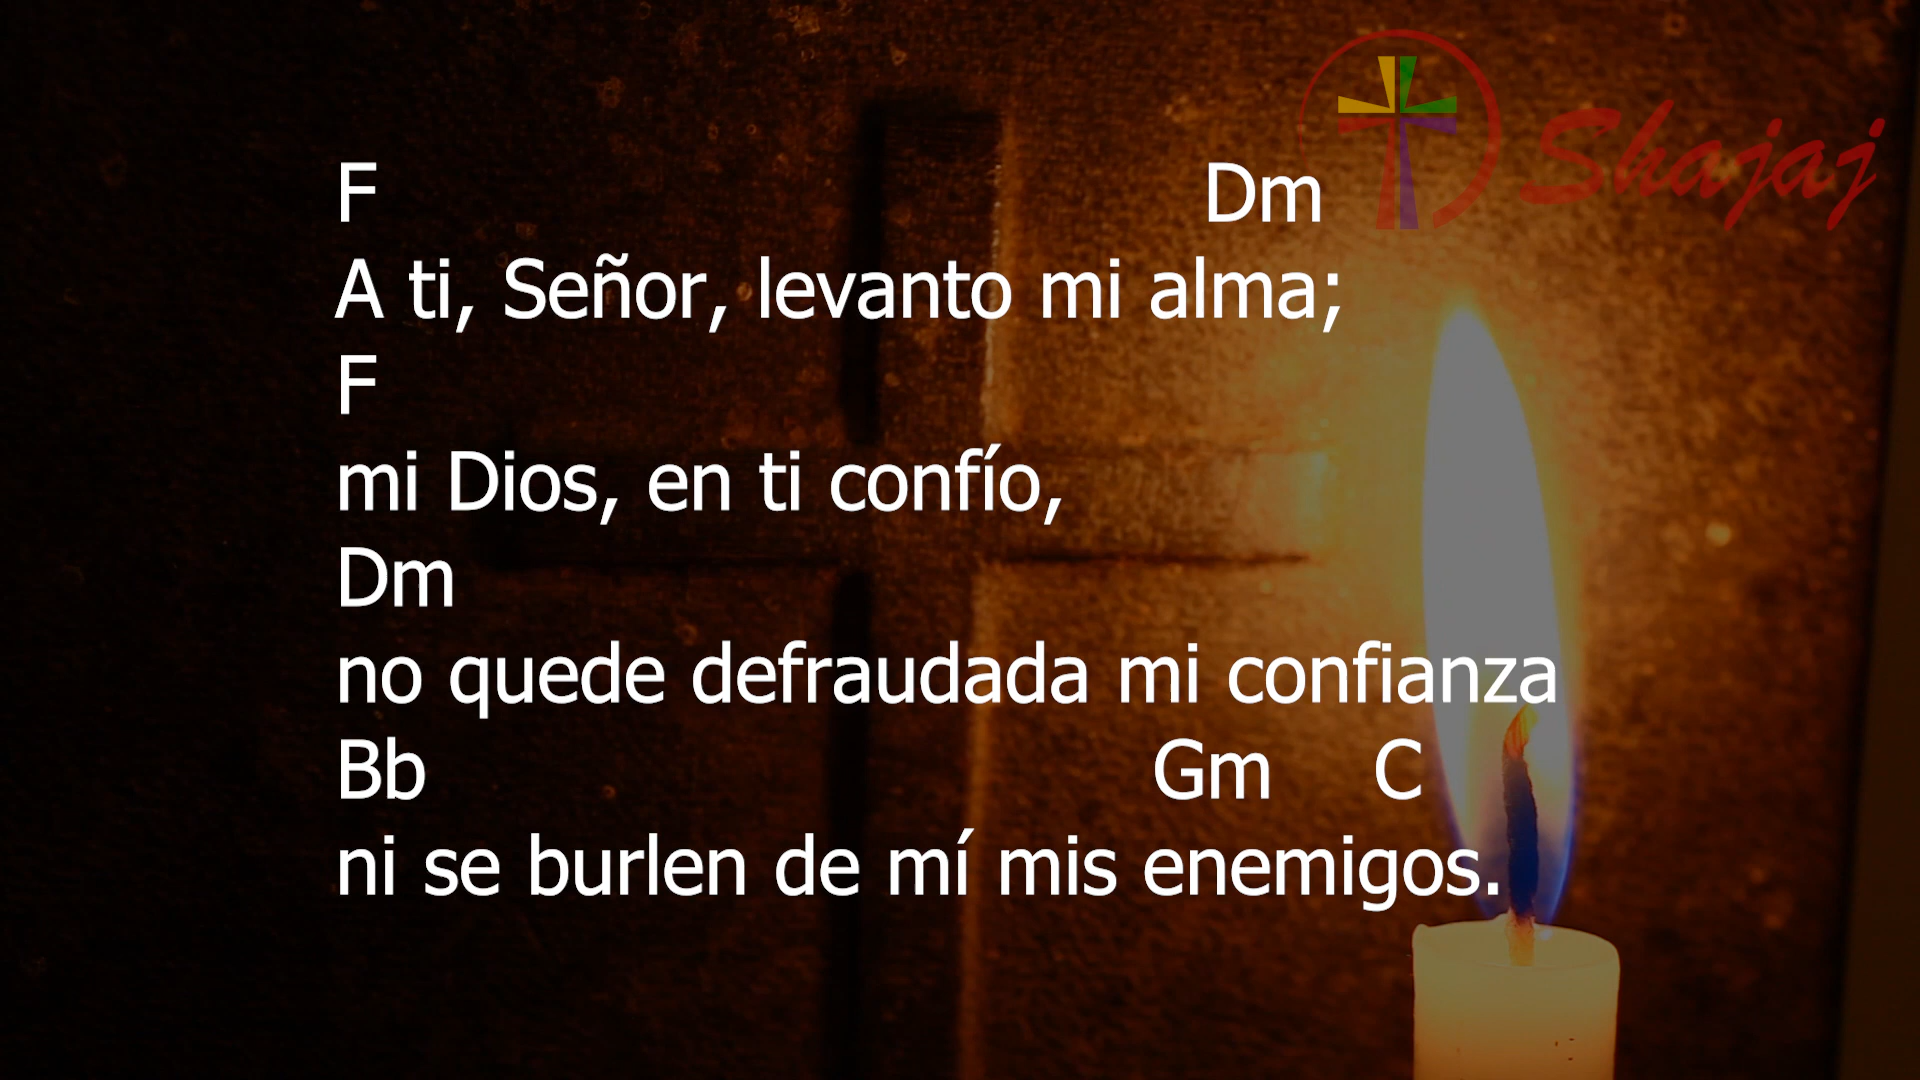 Shajaj
F Dm
A ti, Señor, levanto mi alma;
F
mi Dios, en ti confío,
Dm
no quede defraudada mi confianza
Bb Gm C
ni se burlen de mí mis enemigos.